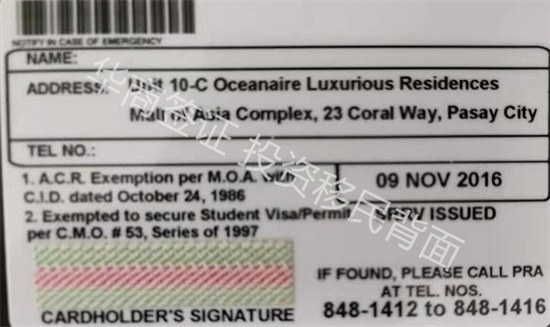 NOTIFY IN CASE OF EMERGENCY
NAME:
ADDRESS: Unit 10-C Oceanaire Luxurious Residences
Mall of Asia Complex, 23 Coral Way, Pasay City
TEL NO.:
1. A.C.R. Exemption per M.O.A. with
C.I.D. dated October 24, 1986
2. Exempted to secure Student Visa/Permit
per C.M.O. # 53, Series of 1997
09 NOV 2016
SRRV ISSUED
CARDHOLDER'S SIGNATURE
IF FOUND, PLEASE CALL PRA
AT TEL. NOS.
848-1412 to 848-1416
华商签证 投资移民背面